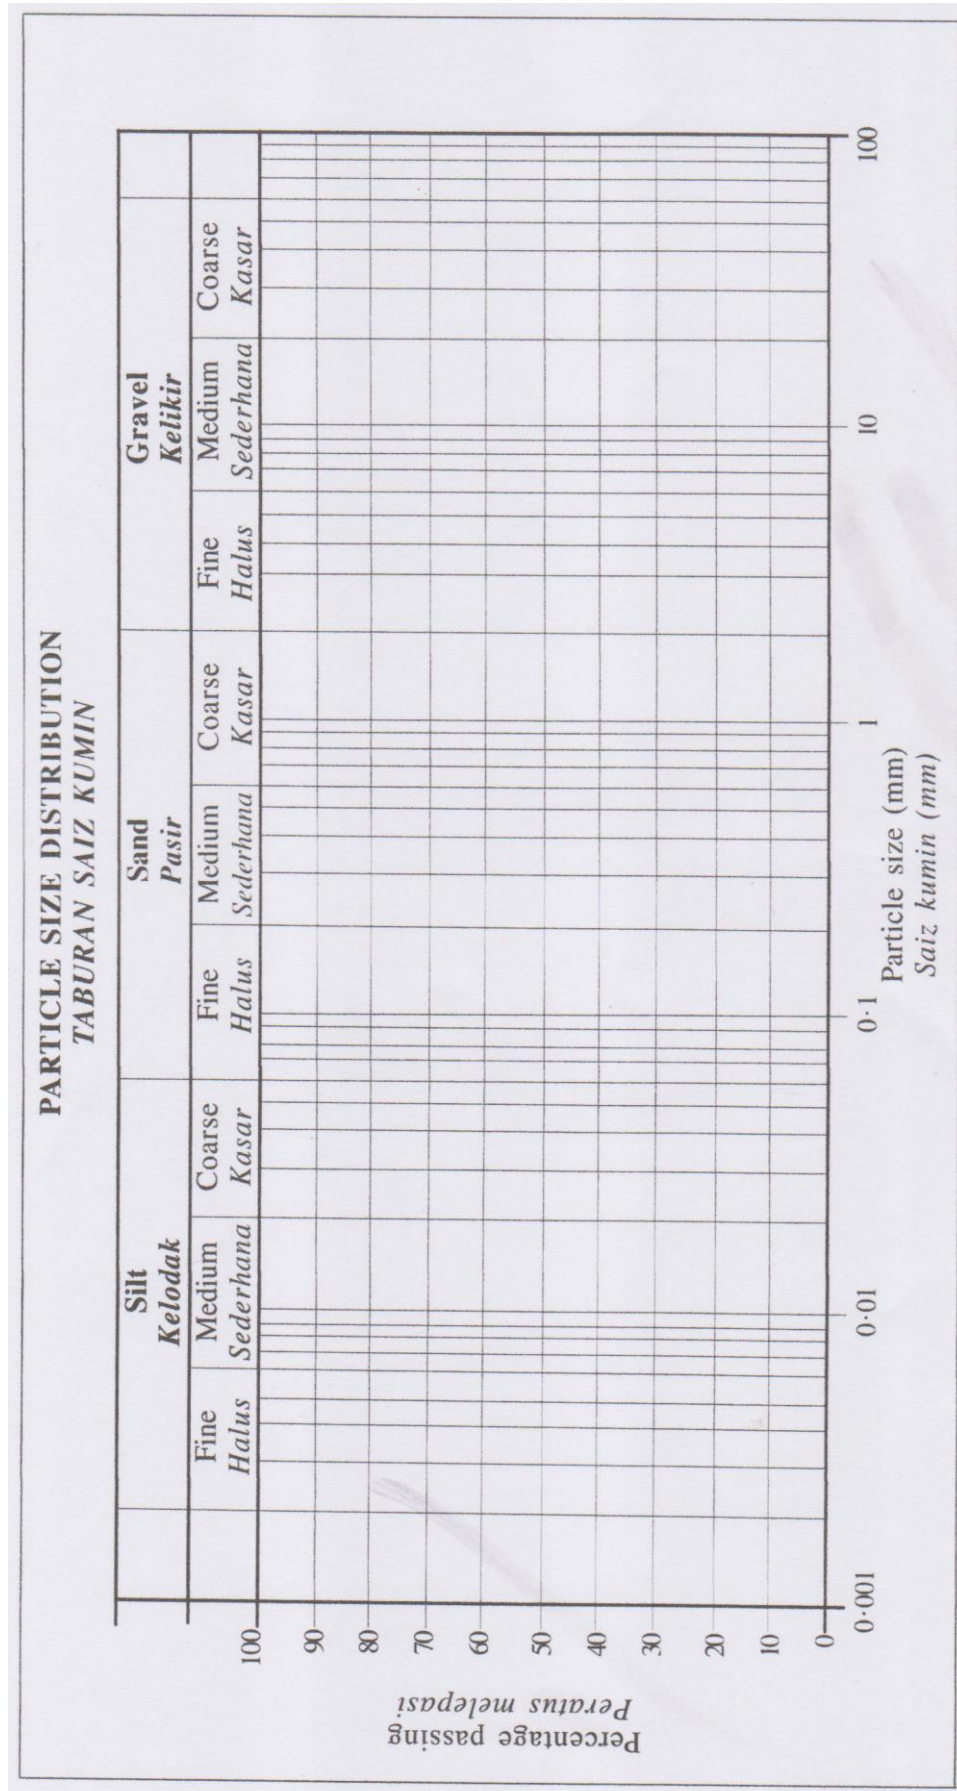 PARTICLE SIZE DISTRIBUTION
TABURAN SAIZ KUMIN
Silt
Kelodak
Sand
Pasir
Gravel
Kelikir
Fine
Halus
Medium
Sederhana
Coarse
Kasar
Fine
Halus
Medium
Sederhana
Coarse
Kasar
Fine
Halus
Medium
Sederhana
Coarse
Kasar
Percentage passing
Peratus melepasi
100
90
80
70
60
50
40
30
20
10
0
0·001
0·01
0·1
1
10
100
Particle size (mm)
Saiz kumin (mm)